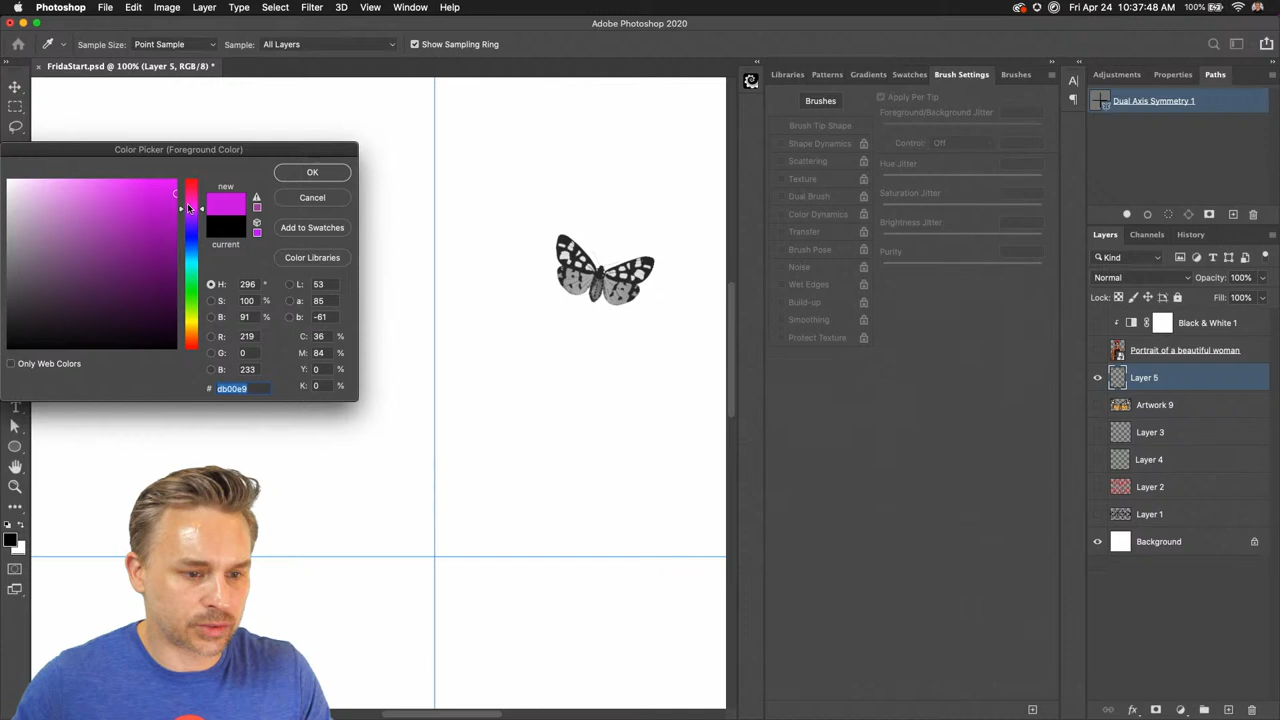 Photoshop File Edit Image Layer Type Select Filter 3D View Window Help 100% Fri Apr 24 10:37:48 AM
Adobe Photoshop 2020
Sample Size: Point Sample Sample: All Layers Show Sampling Ring
× FridaStart.psd @ 100% (Layer 5, RGB/8) *
Libraries Patterns Gradients Swatches Brush Settings Brushes
Adjustments Properties Paths
Brushes
Apply Per Tip
Dual Axis Symmetry 1
Brush Tip Shape
Foreground/Background Jitter
Shape Dynamics
Control: Off
Scattering
Hue Jitter
Texture
Dual Brush
Saturation Jitter
Color Dynamics
Transfer
Brightness Jitter
Brush Pose
Purity
Noise
Wet Edges
Build-up
Smoothing
Protect Texture
Color Picker (Foreground Color)
new
current
OK
Cancel
Add to Swatches
Color Libraries
H: 296 °
L: 53
S: 100 %
a: 85
B: 91 %
b: -61
R: 219
C: 36 %
G: 0
M: 84 %
B: 233
Y: 0 %
# db00e9
K: 0 %
Only Web Colors
Layers Channels History
Kind
Normal Opacity: 100%
Lock: Fill: 100%
Black & White 1
Portrait of a beautiful woman
Layer 5
Artwork 9
Layer 3
Layer 4
Layer 2
Layer 1
Background